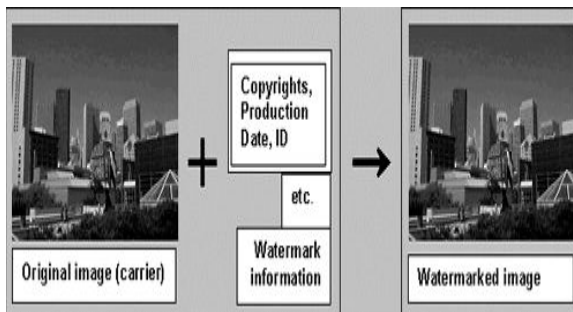 Copyrights,
Production
Date, ID
etc.
Watermark
information
Original image (carrier)
Watermarked image